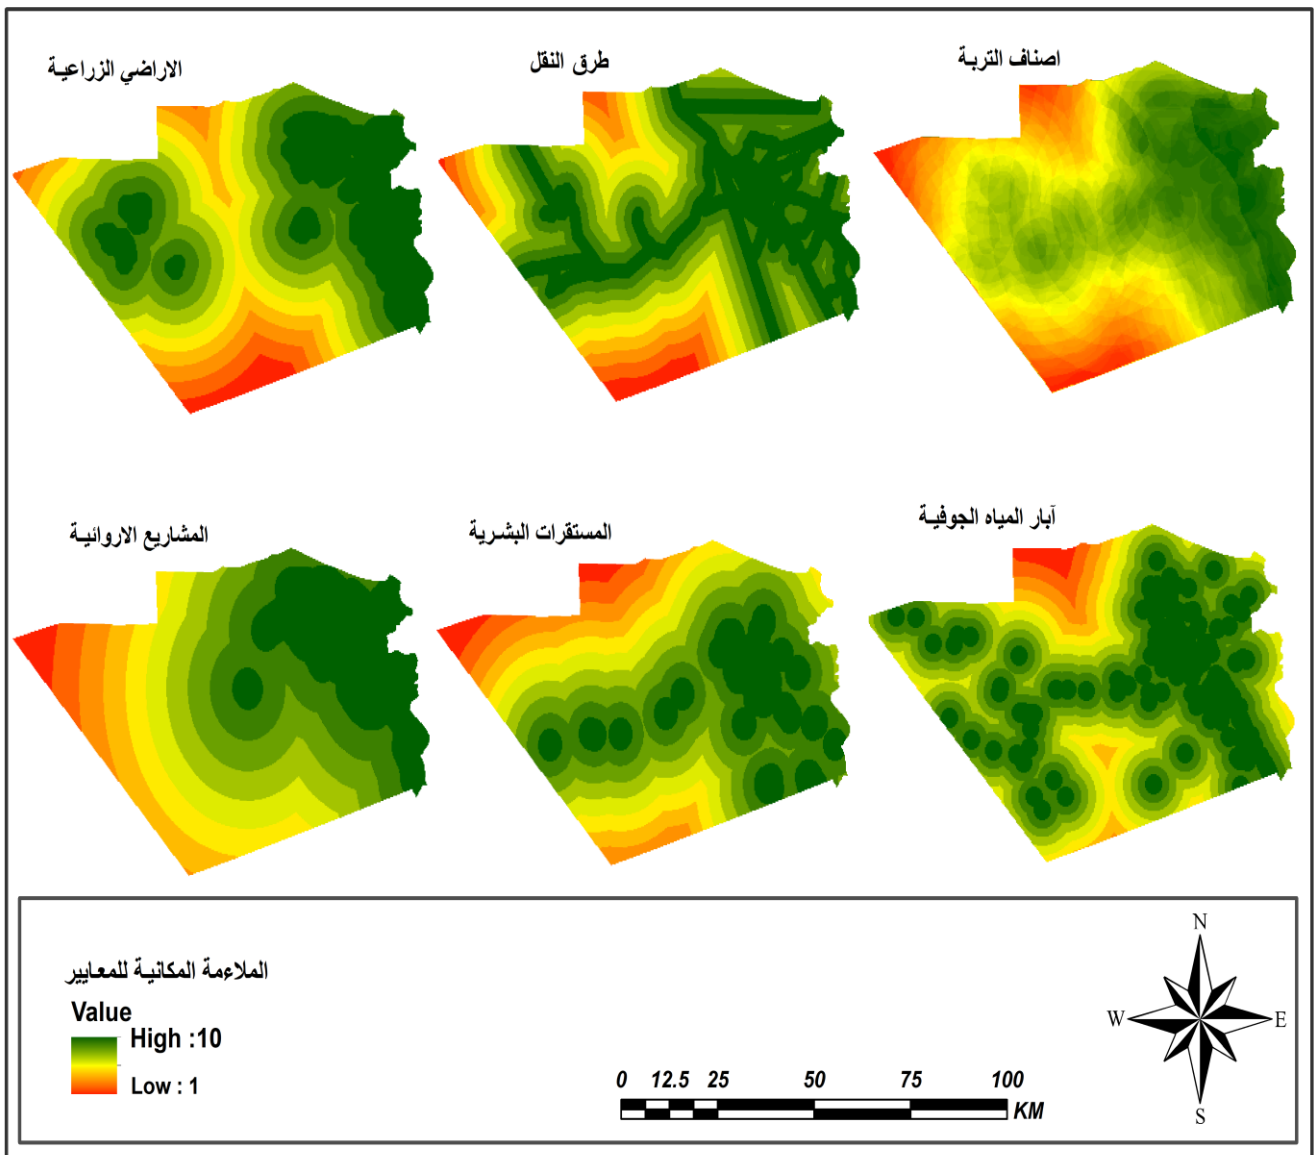 اصناف التربة
طرق النقل
الاراضي الزراعية
آبار المياه الجوفية
المستقرات البشرية
المشاريع الاروائية
الملاءمة المكانية للمعايير
Value
High :10
Low : 1
0 12.5 25 50 75 100
KM
N
W E
S